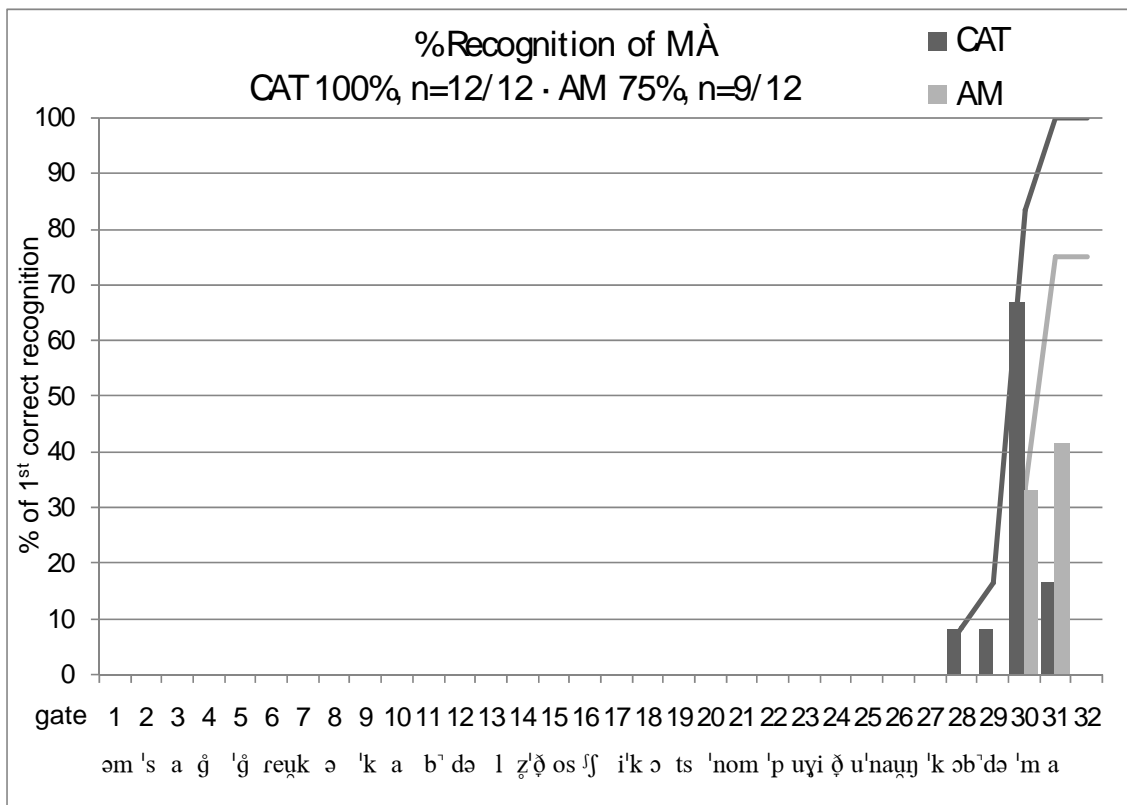 % Recognition of MÀ
CAT 100%, n=12/12 · AM 75%, n=9/12
CAT
AM
100
90
80
70
60
50
40
30
20
10
0
% of 1st correct recognition
gate 1 2 3 4 5 6 7 8 9 10 11 12 13 14 15 16 17 18 19 20 21 22 23 24 25 26 27 28 29 30 31 32
əm ˈs a g̊ ˈg̊ ɾeu̯k ə ˈk a b̚ də l z̥ˈð̞ os ʃʃ iˈk ɔ ts ˈnom ˈp uɣi ð̞ uˈnau̯ŋ ˈk ɔb̚də ˈm a